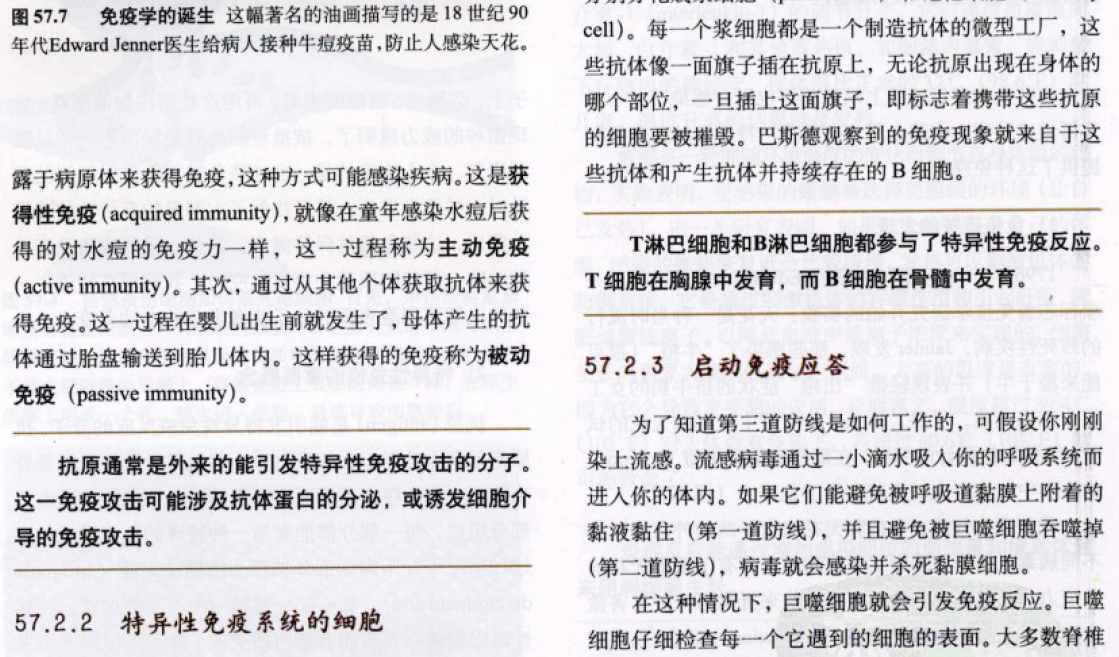 图 57.7 免疫学的诞生 这幅著名的油画描写的是 18 世纪 90
年代Edward Jenner医生给病人接种牛痘疫苗,防止人感染天花。
露于病原体来获得免疫,这种方式可能感染疾病。这是获
得性免疫(acquired immunity),就像在童年感染水痘后获
得的对水痘的免疫力一样，这一过程称为主动免疫
(active immunity)。其次，通过从其他个体获取抗体来获
得免疫。这一过程在婴儿出生前就发生了,母体产生的抗
体通过胎盘输送到胎儿体内。这样获得的免疫称为被动
免疫（passive immunity)。
抗原通常是外来的能引发特异性免疫攻击的分子。
这一免疫攻击可能涉及抗体蛋白的分泌，或诱发细胞介
导的免疫攻击。
57.2.2 特异性免疫系统的细胞
cell)。每一个浆细胞都是一个制造抗体的微型工厂，这
些抗体像一面旗子插在抗原上，无论抗原出现在身体的
哪个部位，一旦插上这面旗子，即标志着携带这些抗原
的细胞要被摧毁。巴斯德观察到的免疫现象就来自于这
些抗体和产生抗体并持续存在的 B 细胞。
T淋巴细胞和B淋巴细胞都参与了特异性免疫反应。
T 细胞在胸腺中发育，而 B 细胞在骨髓中发育。
57.2.3 启动免疫应答
为了知道第三道防线是如何工作的，可假设你刚刚
染上流感。流感病毒通过一小滴水吸入你的呼吸系统而
进入你的体内。如果它们能避免被呼吸道黏膜上附着的
黏液黏住（第一道防线），并且避免被巨噬细胞吞噬掉
(第二道防线)，病毒就会感染并杀死黏膜细胞。
在这种情况下，巨噬细胞就会引发免疫反应。巨噬
细胞仔细检查每一个它遇到的细胞的表面。大多数脊椎